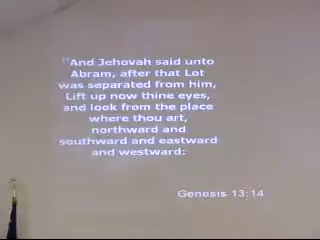 "And Jehovah said unto
Abram, after that Lot
was separated from him,
Lift up now thine eyes,
and look from the place
where thou art,
northward and
southward and eastward
and westward:
Genesis 13:14